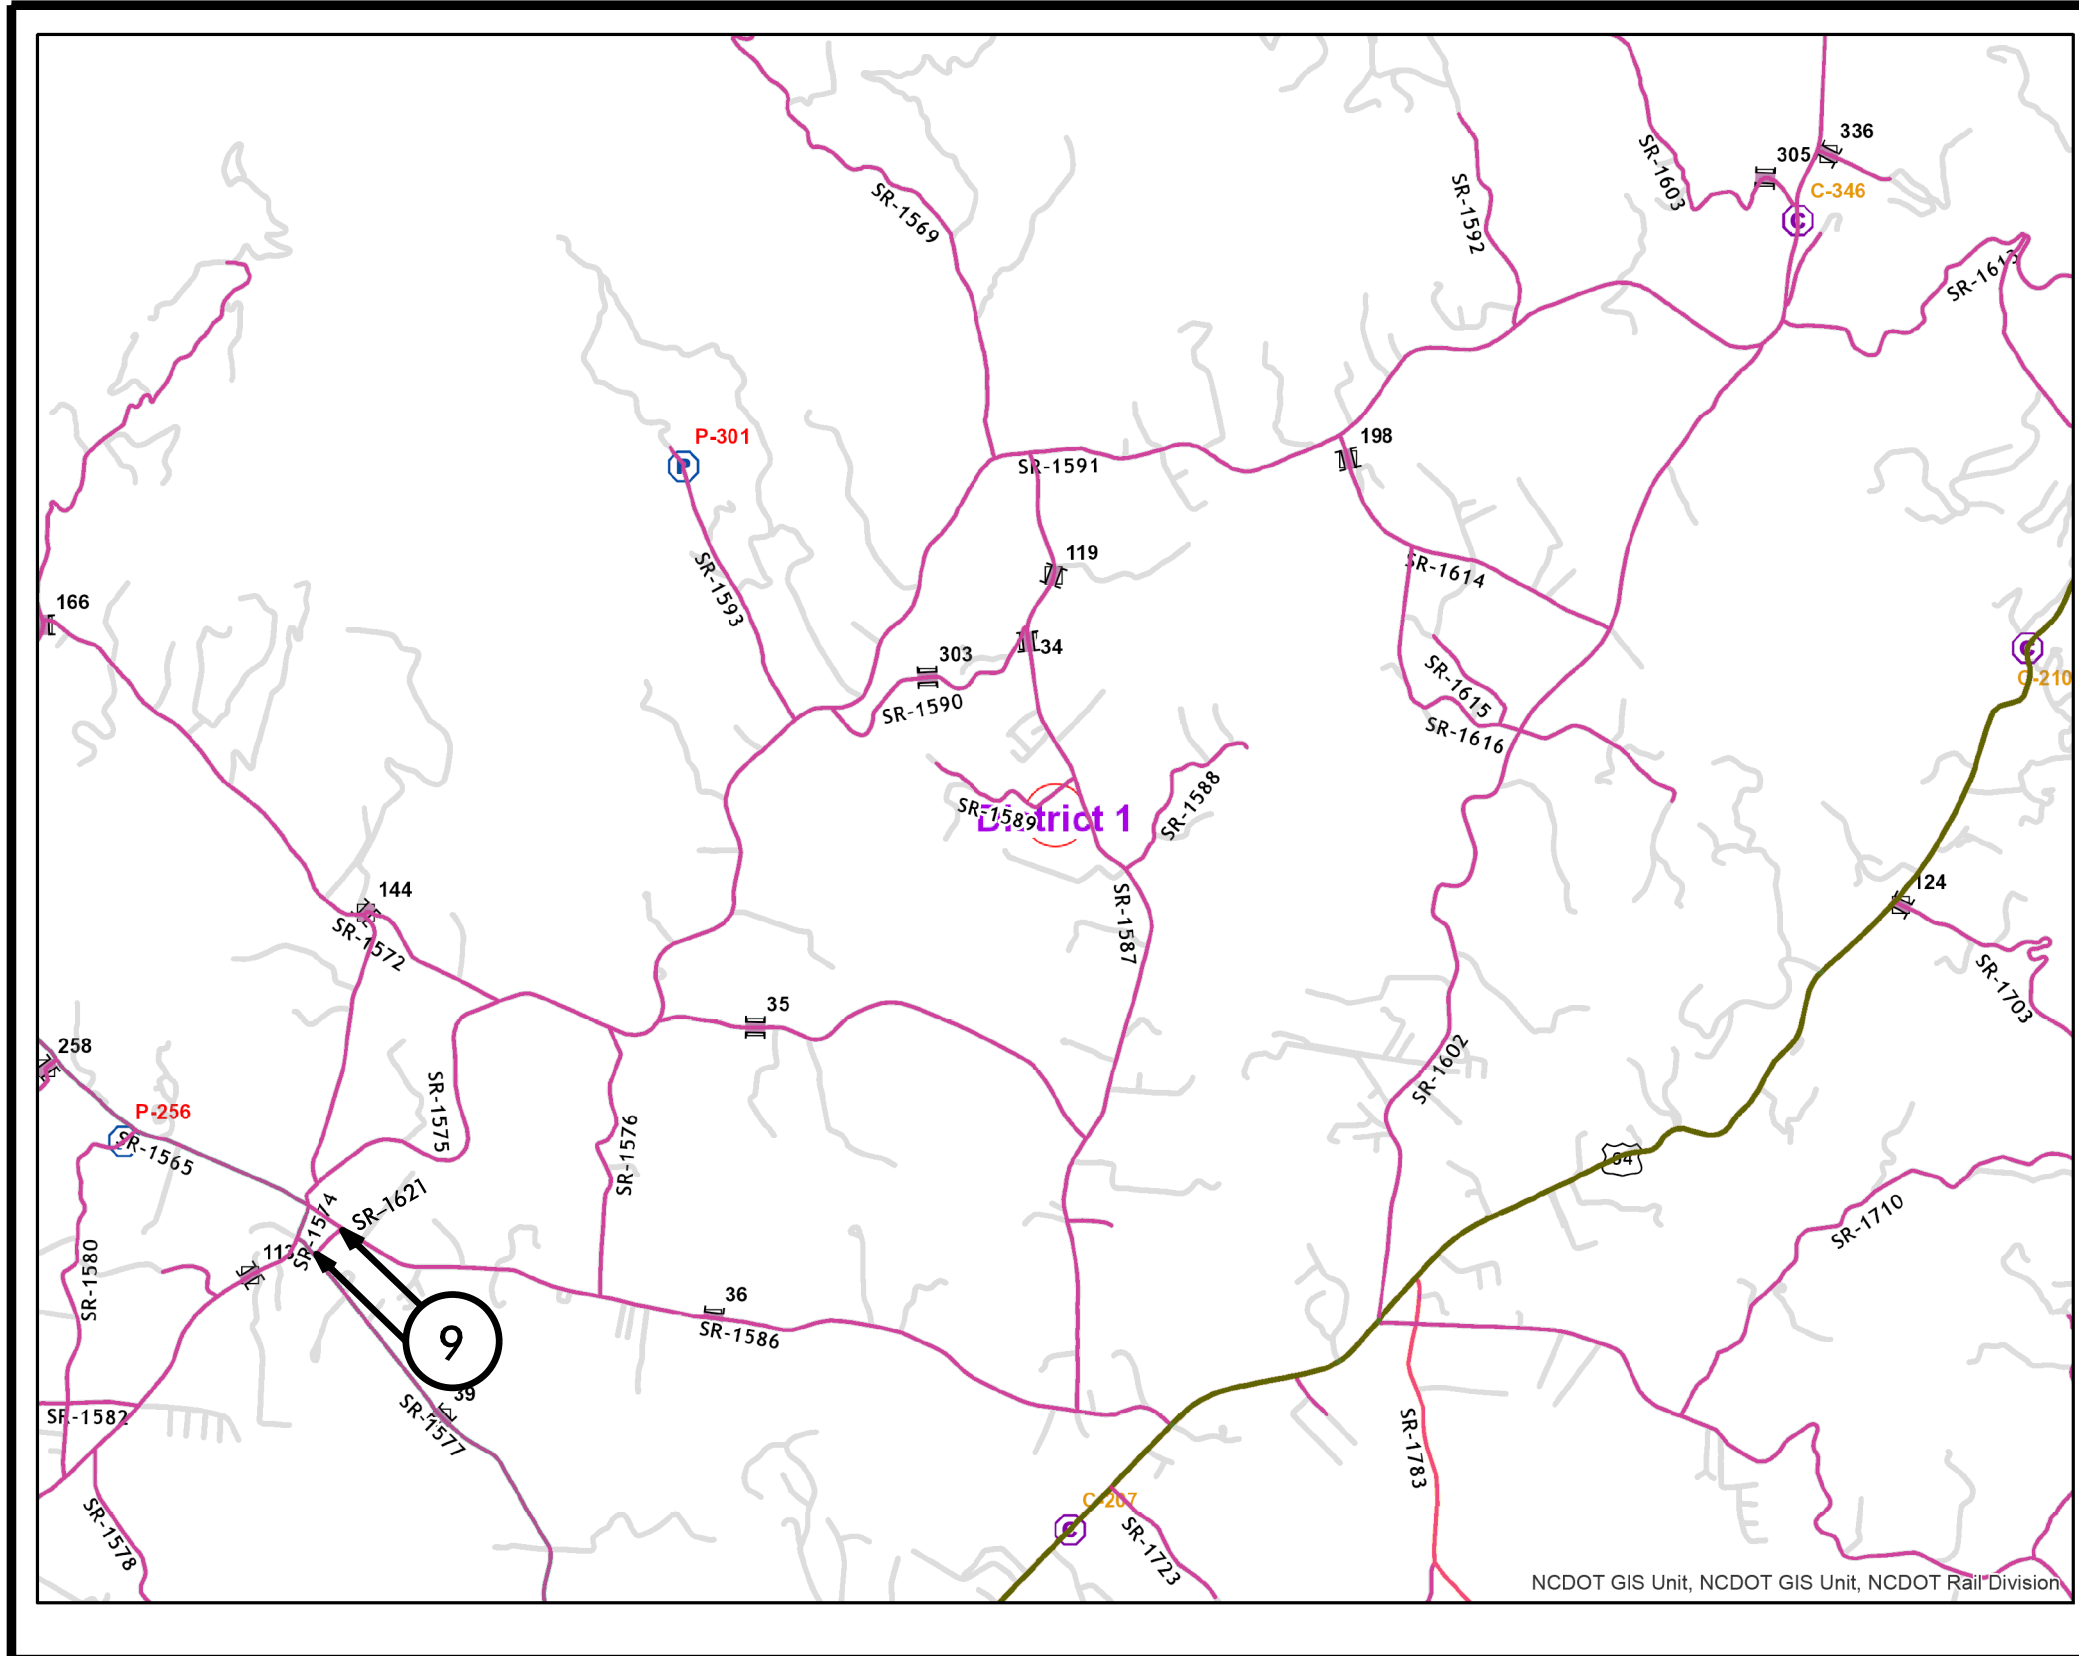 336
305
SR-1603
C-346
C
SR-1592
SR-1569
SR-1613
P-301
P
198
SR-1591
119
SR-1593
SR-1614
166
34
303
C
C-210
SR-1615
SR-1590
SR-1616
SR-1588
SR-1589
District 1
144
124
SR-1587
SR-1572
SR-1703
35
258
SR-1602
SR-1575
P-256
SR-1565
SR-1576
SR-1621
SR-1574
SR-1710
113
SR-1580
36
SR-1586
9
39
SR-1582
SR-1577
SR-1783
C-207
C
SR-1578
SR-1723
NCDOT GIS Unit, NCDOT GIS Unit, NCDOT Rail Division